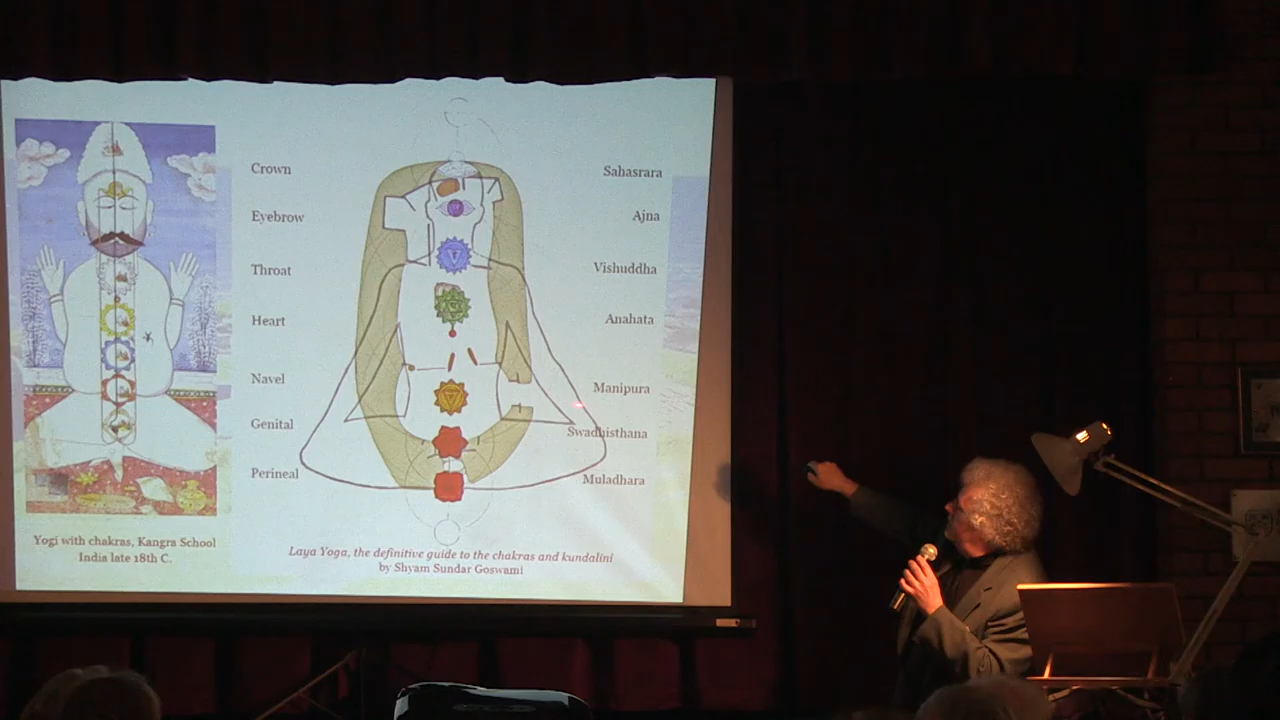 Crown
Sahasrara
Eyebrow
Ajna
Throat
Vishuddha
Heart
Anahata
Navel
Manipura
Genital
Swadhisthana
Perineal
Muladhara
Yogi with chakras, Kangra School
India late 18th C.
Laya Yoga, the definitive guide to the chakras and kundalini
by Shyam Sundar Goswami